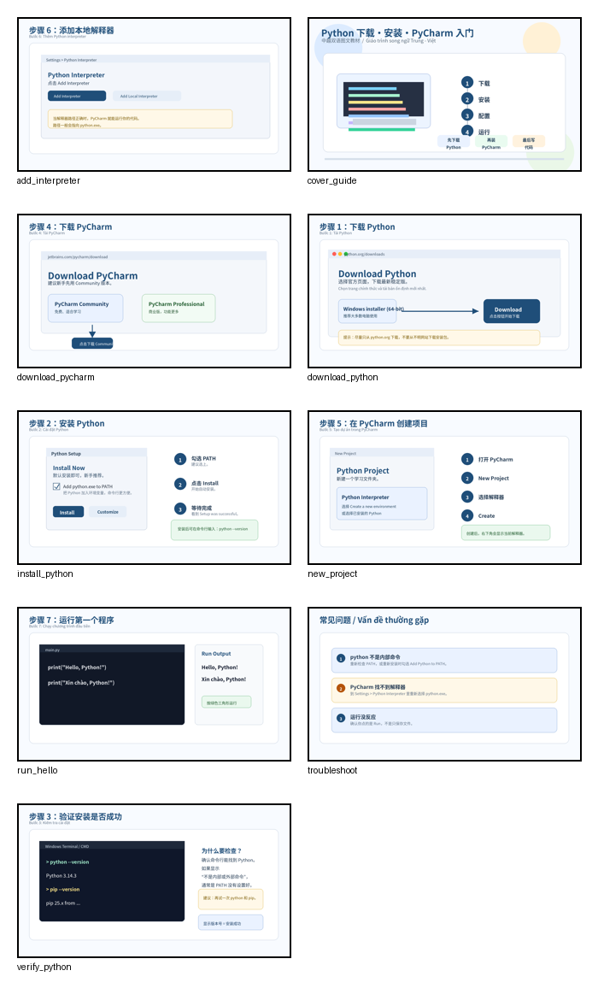 步骤 6：添加本地解释器
Bước 6: Thêm Python Interpreter
Settings > Python Interpreter
Python Interpreter
点击 Add Interpreter
Add Interpreter
Add Local Interpreter
当解释器路径正确时，PyCharm 就能运行你的代码。
路径一般会指向 python.exe。
add_interpreter
Python 下载・安装・PyCharm 入门
中越双语图文教材 / Giáo trình song ngữ Trung - Việt
1 下载
2 安装
3 配置
4 运行
先下载
Python
再装
PyCharm
最后写
代码
cover_guide
步骤 4：下载 PyCharm
Bước 4: Tải PyCharm
jetbrains.com/pycharm/download
Download PyCharm
建议新手先用 Community 版本。
PyCharm Community
免费，适合学习
PyCharm Professional
商业版，功能更多
点击下载 Communi
download_pycharm
步骤 1：下载 Python
Bước 1: Tải Python
thon.org/downloads
Download Python
选择官方页面，下载最新稳定版。
Chọn trang chính thức và tải bản ổn định mới nhất
Windows installer (64-bit)
推荐大多数电脑使用
Download
点击按钮开始下载
提示：尽量只从 python.org 下载，不要从不明网站下载安装包。
download_python
步骤 2：安装 Python
Bước 2: Cài đặt Python
Python Setup
Install Now
默认安装即可，新手推荐。
Add python.exe to PATH
把 Python 加入环境变量，命令行更方便。
Install
Customize
1 勾选 PATH
建议选上。
2 点击 Install
开始自动安装。
3 等待完成
看到 Setup was successful。
安装后可在命令行输入：python --version
install_python
步骤 5：在 PyCharm 创建项目
Bước 5: Tạo dự án trong PyCharm
New Project
Python Project
新建一个学习文件夹。
Python Interpreter
选择 Create a new environment
或选择已安装的 Python
1 打开 PyCharm
2 New Project
3 选择解释器
4 Create
创建后，右下角会显示当前解释器。
new_project
步骤 7：运行第一个程序
Bước 7: Chạy chương trình đầu tiên
main.py
print("Hello, Python!")
print("Xin chào, Python!")
Run Output
Hello, Python!
Xin chào, Python!
按绿色三角形运行
run_hello
常见问题 / Vấn đề thường gặp
1 python 不是内部命令
重新检查 PATH，或重新安装时勾选 Add Python to PATH。
2 PyCharm 找不到解释器
到 Settings > Python Interpreter 里重新选择 python.exe。
3 运行没反应
确认你点的是 Run，不是只保存文件。
troubleshoot
步骤 3：验证安装是否成功
Bước 3: Kiểm tra cài đặt
Windows Terminal / CMD
> python --version
Python 3.14.3
> pip --version
pip 25.x from ...
为什么要检查？
确认命令行能找到 Python。
如果显示
“不是内部或外部命令”，
通常是 PATH 没有设置好。
建议：再试一次 python 和 pip。
显示版本号 = 安装成功
verify_python